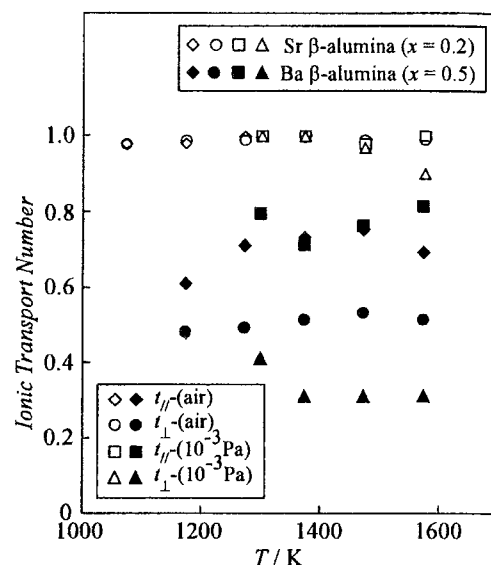 ◇ ○ □ △ Sr β-alumina (x = 0.2)
◆ ● ■ ▲ Ba β-alumina (x = 0.5)
Ionic Transport Number
1.0
0.8
0.6
0.4
0.2
0
◇ ◆ t//-(air)
○ ● t⊥-(air)
□ ■ t//-(10⁻³Pa)
△ ▲ t⊥-(10⁻³Pa)
1000 1200 1400 1600
T / K